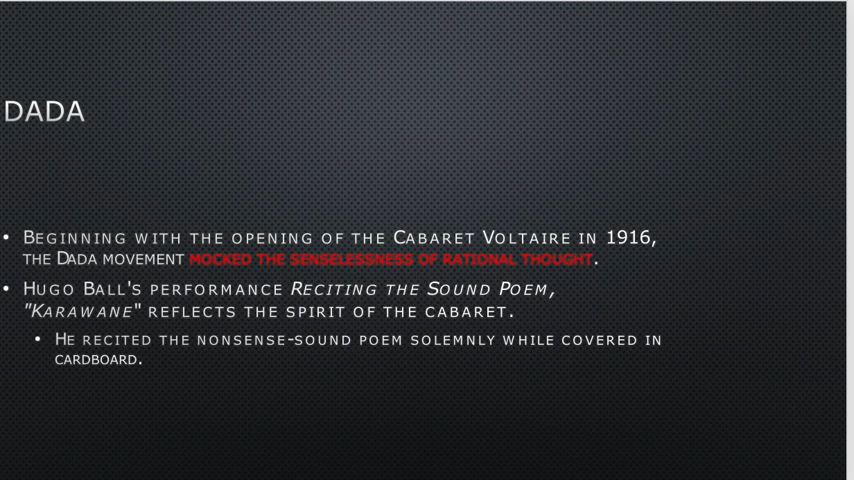 DADA
• Beginning with the opening of the Cabaret Voltaire in 1916,
the Dada movement mocked the senselessness of rational thought.
• Hugo Ball's performance Reciting the Sound Poem,
"Karawane" reflects the spirit of the cabaret.
• He recited the nonsense-sound poem solemnly while covered in
cardboard.